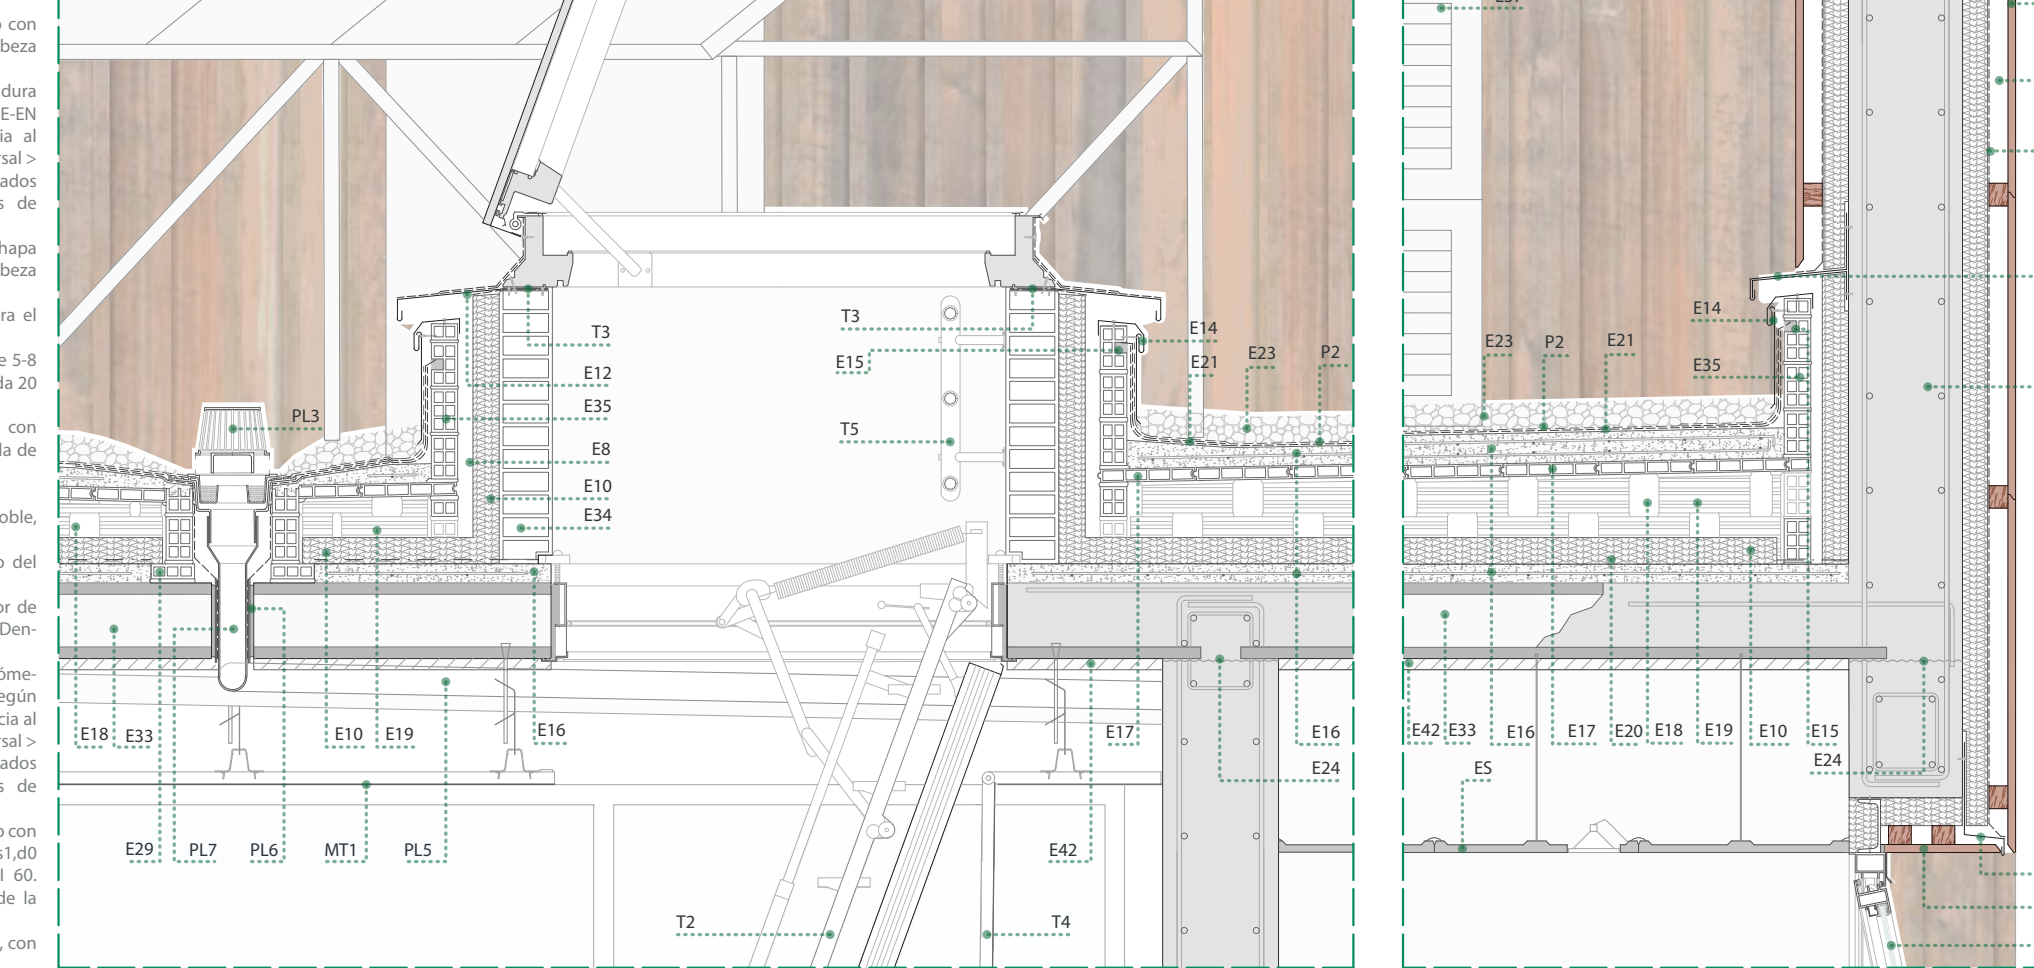 o con
beza
dura
E-EN
ia al
rsal >
ados
s de
hapa
beza
ra el
e 5-8
da 20
con
da de
oble,
o del
or de
Den-
óme-
egún
cia al
rsal >
ados
s de
o con
s1,d0
l 60.
de la
, con
PL3
T3
E12
E35
E8
E10
E34
T3
E15
T5
E14
E21
E23
P2
E18
E33
E10
E19
E16
E17
E16
E24
E29
PL7
PL6
MT1
PL5
E42
T2
T4
E23
P2
E21
E14
E35
E42
E33
E16
E17
E20
E18
E19
E10
E15
E24
ES